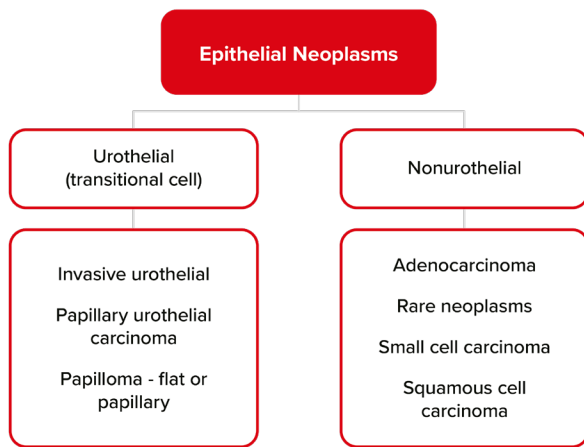 Epithelial Neoplasms
Urothelial
(transitional cell)
Nonurothelial
Invasive urothelial
Papillary urothelial
carcinoma
Papilloma - flat or
papillary
Adenocarcinoma
Rare neoplasms
Small cell carcinoma
Squamous cell
carcinoma